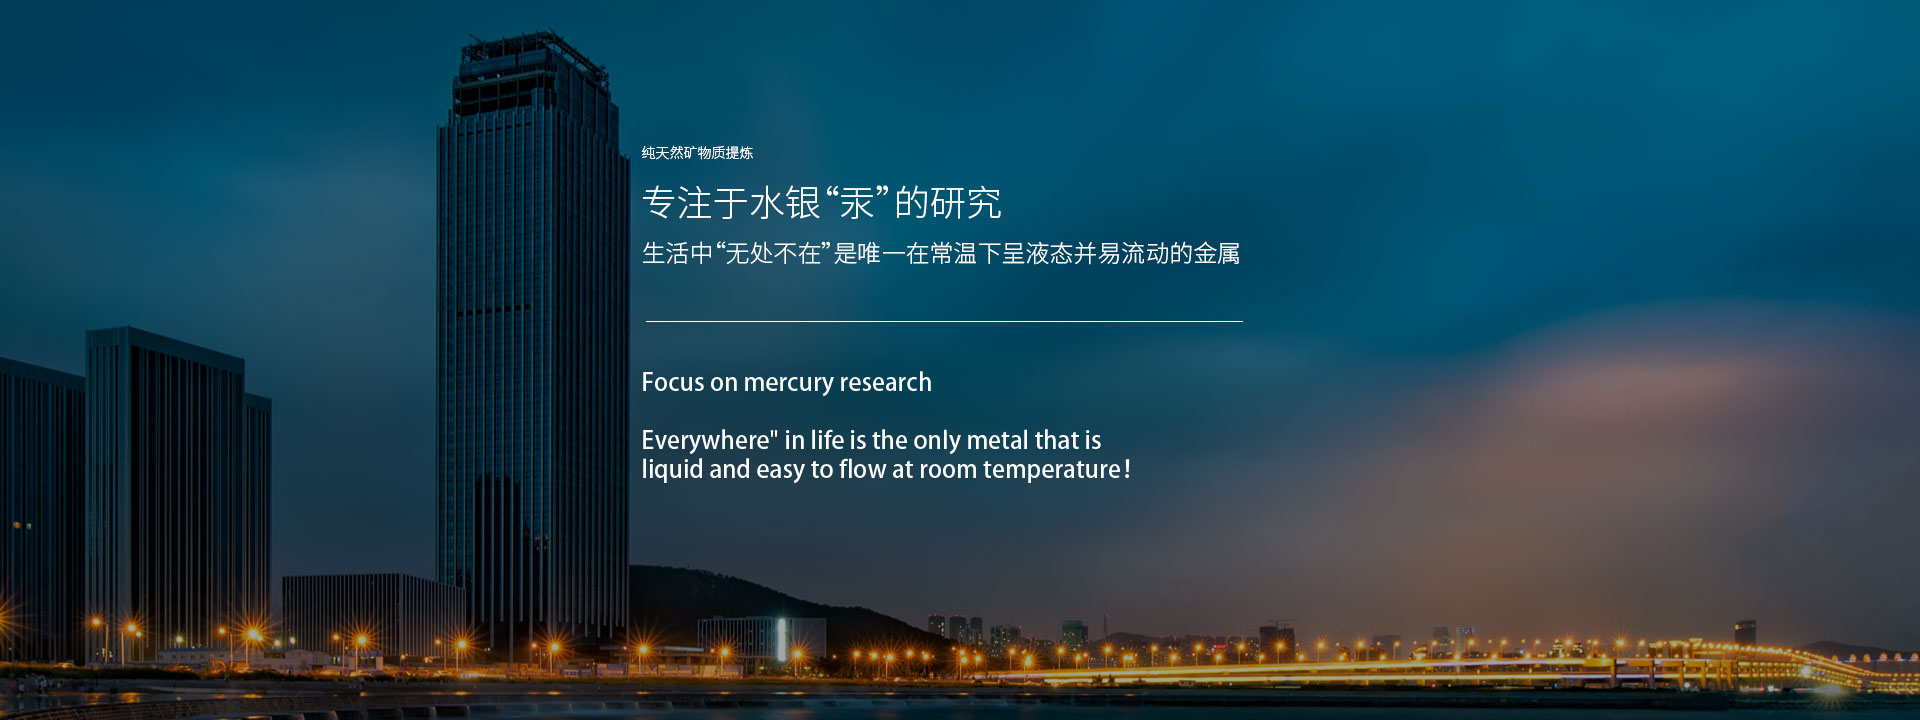 纯天然矿物质提炼
专注于水银“汞”的研究
生活中“无处不在”是唯一在常温下呈液态并易流动的金属
Focus on mercury research
Everywhere" in life is the only metal that is
liquid and easy to flow at room temperature!